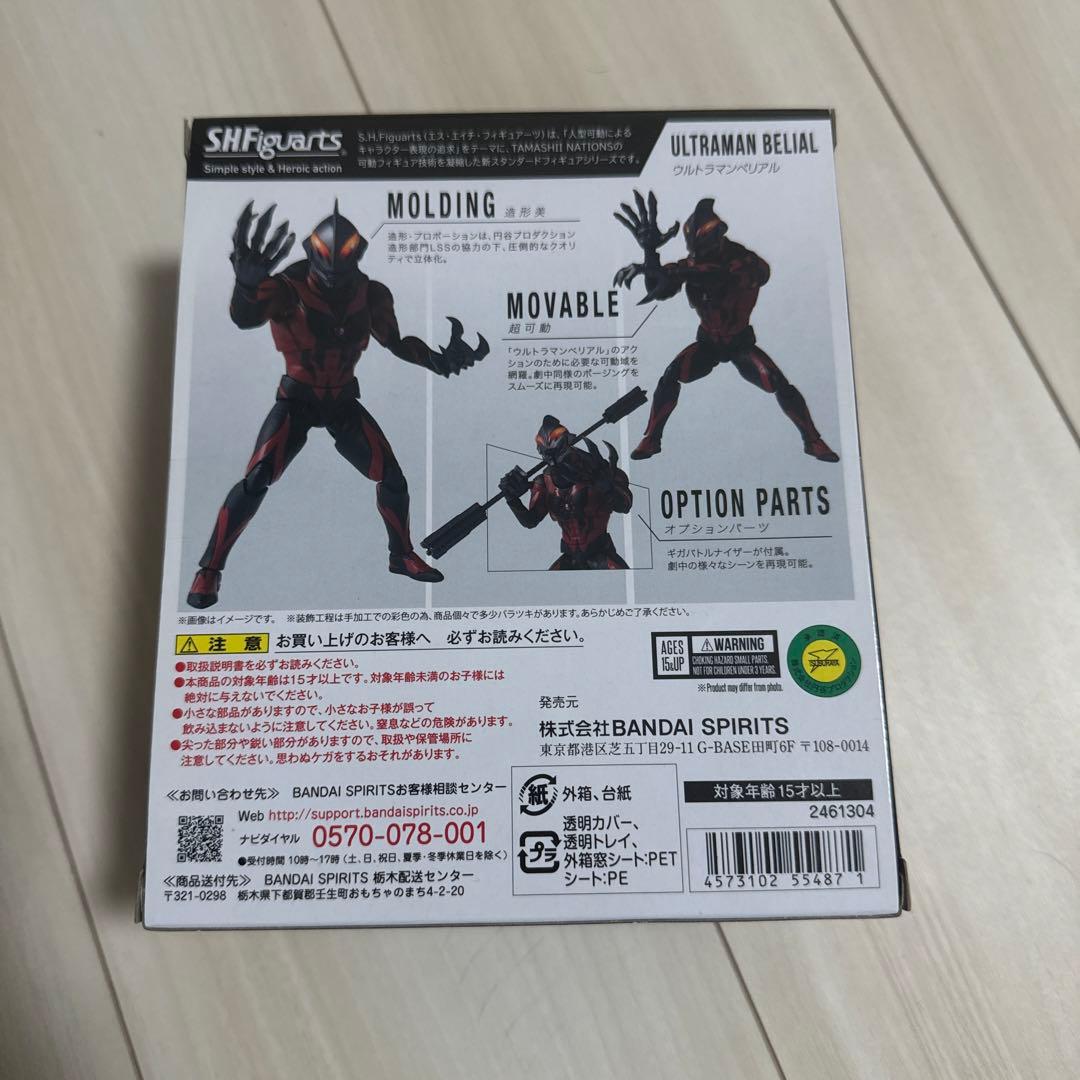 S.H.Figuarts
Simple style & Heroic action
S.H.Figuarts(エス・エイチ・フィギュアーツ)は、「人型可動による
キャラクター表現の追求」をテーマに、TAMASHII NATIONSの
可動フィギュア技術を凝縮した新スタンダードフィギュアシリーズです。
ULTRAMAN BELIAL
ウルトラマンベリアル
MOLDING 造形美
造形・プロポーションは、円谷プロダクション
造形部門LSSの協力の下、圧倒的なクオリ
ティで立体化。
MOVABLE
超可動
「ウルトラマンベリアル」のアク
ションのために必要な可動域を
網羅。劇中同様のポージングを
スムーズに再現可能。
OPTION PARTS
オプションパーツ
ギガバトルナイザーが付属。
劇中の様々なシーンを再現可能。
※画像はイメージです。 ※装飾工程は手加工での彩色の為、商品個々で多少バラツキがあります。あらかじめご了承ください。
注意 お買い上げのお客様へ 必ずお読みください。
●取扱説明書を必ずお読みください。
●本商品の対象年齢は15才以上です。対象年齢未満のお子様には
絶対に与えないでください。
●小さな部品がありますので、小さなお子様が誤って
飲み込まないように注意してください。窒息などの危険があります。
●尖った部分や鋭い部分がありますので、取扱や保管場所に
注意してください。思わぬケガをするおそれがあります。
AGES
15&UP
WARNING
CHOKING HAZARD SMALL PARTS.
NOT FOR CHILDREN UNDER 3 YEARS.
※Product may differ from photo.
承認証
TSUBURAYA
株式会社円谷プロダクション
発売元
株式会社BANDAI SPIRITS
東京都港区芝五丁目29-11 G-BASE田町6F 〒108-0014
≪お問い合わせ先≫ BANDAI SPIRITSお客様相談センター
Web http://support.bandaispirits.co.jp
ナビダイヤル 0570-078-001
●受付時間 10時～17時(土、日、祝日、夏季・冬季休業日を除く)
≪商品送付先≫ BANDAI SPIRITS 栃木配送センター
〒321-0298 栃木県下都賀郡壬生町おもちゃのまち4-2-20
紙 外箱、台紙
プラ
透明カバー、
透明トレイ、
外箱窓シート:PET
シート:PE
対象年齢15才以上
2461304
4573102 55487 1